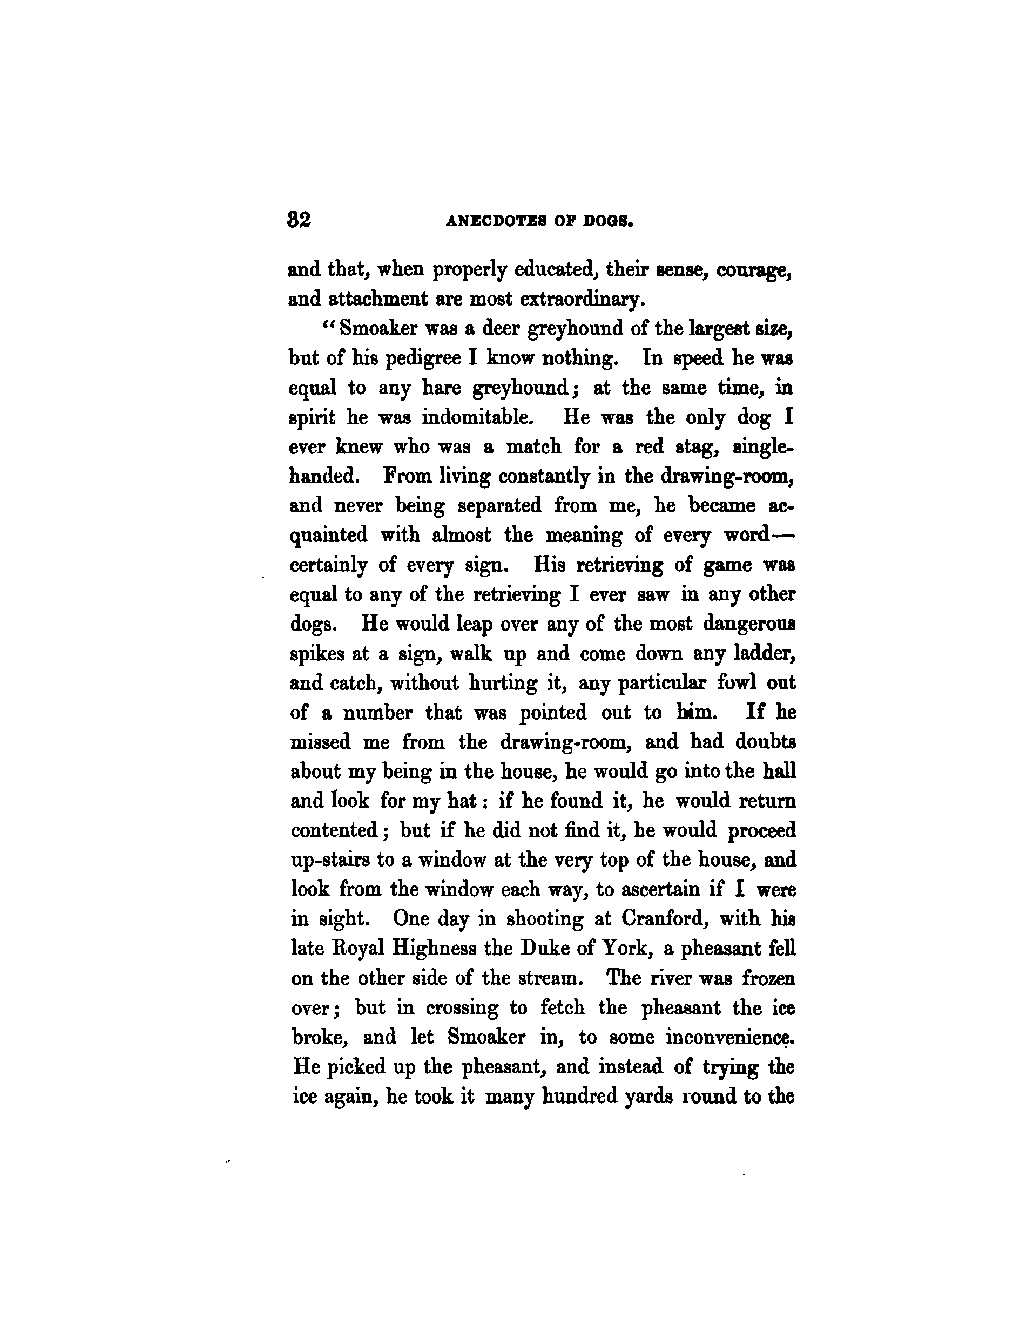 32 ANECDOTES OF DOGS.
and that, when properly educated, their sense, courage,
and attachment are most extraordinary.
“Smoaker was a deer greyhound of the largest size,
but of his pedigree I know nothing. In speed he was
equal to any hare greyhound; at the same time, in
spirit he was indomitable. He was the only dog I
ever knew who was a match for a red stag, single-
handed. From living constantly in the drawing-room,
and never being separated from me, he became ac-
quainted with almost the meaning of every word—
certainly of every sign. His retrieving of game was
equal to any of the retrieving I ever saw in any other
dogs. He would leap over any of the most dangerous
spikes at a sign, walk up and come down any ladder,
and catch, without hurting it, any particular fowl out
of a number that was pointed out to him. If he
missed me from the drawing-room, and had doubts
about my being in the house, he would go into the hall
and look for my hat: if he found it, he would return
contented; but if he did not find it, he would proceed
up-stairs to a window at the very top of the house, and
look from the window each way, to ascertain if I were
in sight. One day in shooting at Cranford, with his
late Royal Highness the Duke of York, a pheasant fell
on the other side of the stream. The river was frozen
over; but in crossing to fetch the pheasant the ice
broke, and let Smoaker in, to some inconvenience.
He picked up the pheasant, and instead of trying the
ice again, he took it many hundred yards round to the